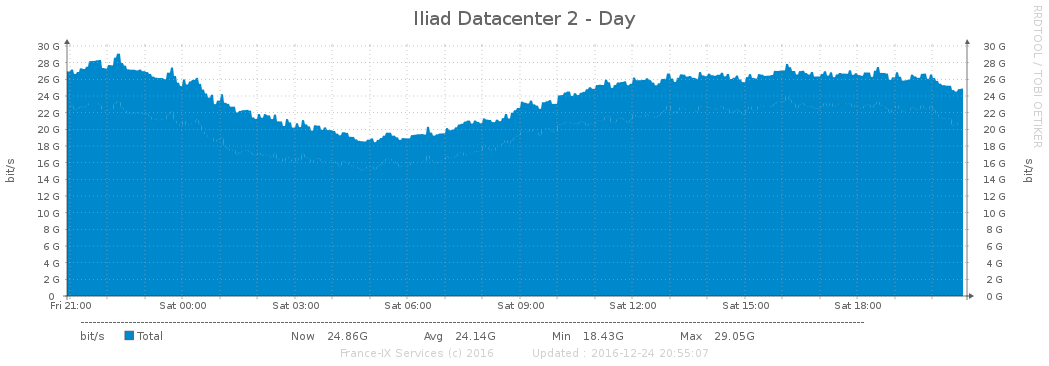 Iliad Datacenter 2 - Day
RRDTOOL / TOBI OETIKER
bit/s
30 G 30 G
28 G 28 G
26 G 26 G
24 G 24 G
22 G 22 G
20 G 20 G
18 G 18 G
16 G 16 G
14 G 14 G
12 G 12 G
10 G 10 G
8 G 8 G
6 G 6 G
4 G 4 G
2 G 2 G
0 0 G
bit/s
Fri 21:00 Sat 00:00 Sat 03:00 Sat 06:00 Sat 09:00 Sat 12:00 Sat 15:00 Sat 18:00
bit/s Total Now 24.86G Avg 24.14G Min 18.43G Max 29.05G
France-IX Services (c) 2016 Updated : 2016-12-24 20:55:07